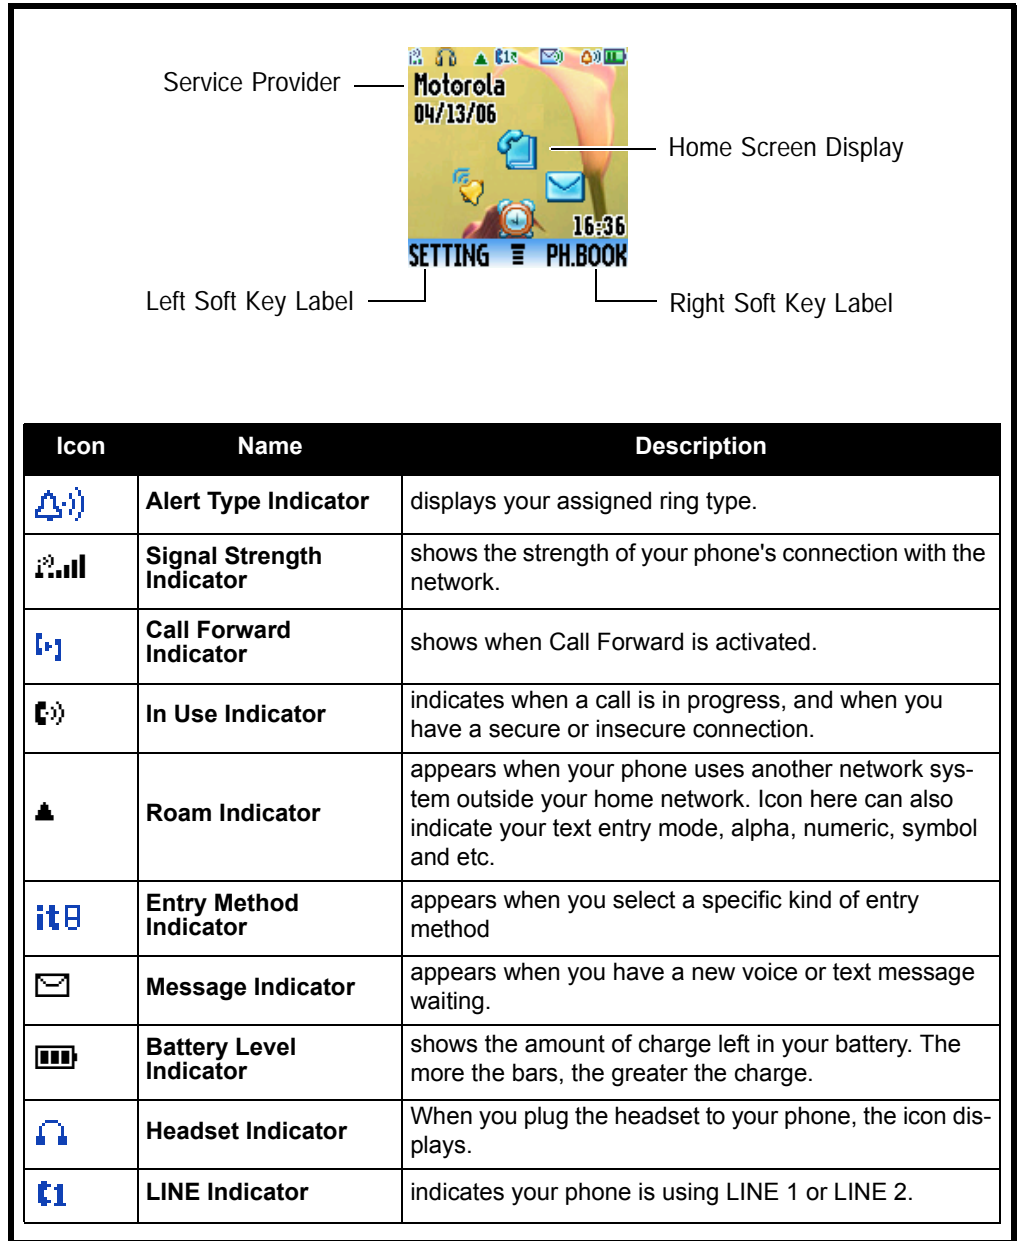 Service Provider
Motorola
04/13/06
Home Screen Display
16:36
SETTING PH.BOOK
Left Soft Key Label
Right Soft Key Label
Icon Name Description
Alert Type Indicator
displays your assigned ring type.
Signal Strength
Indicator
shows the strength of your phone's connection with the
network.
Call Forward
Indicator
shows when Call Forward is activated.
In Use Indicator
indicates when a call is in progress, and when you
have a secure or insecure connection.
Roam Indicator
appears when your phone uses another network sys-
tem outside your home network. Icon here can also
indicate your text entry mode, alpha, numeric, symbol
and etc.
it
Entry Method
Indicator
appears when you select a specific kind of entry
method
Message Indicator
appears when you have a new voice or text message
waiting.
Battery Level
Indicator
shows the amount of charge left in your battery. The
more the bars, the greater the charge.
Headset Indicator
When you plug the headset to your phone, the icon dis-
plays.
1
LINE Indicator
indicates your phone is using LINE 1 or LINE 2.